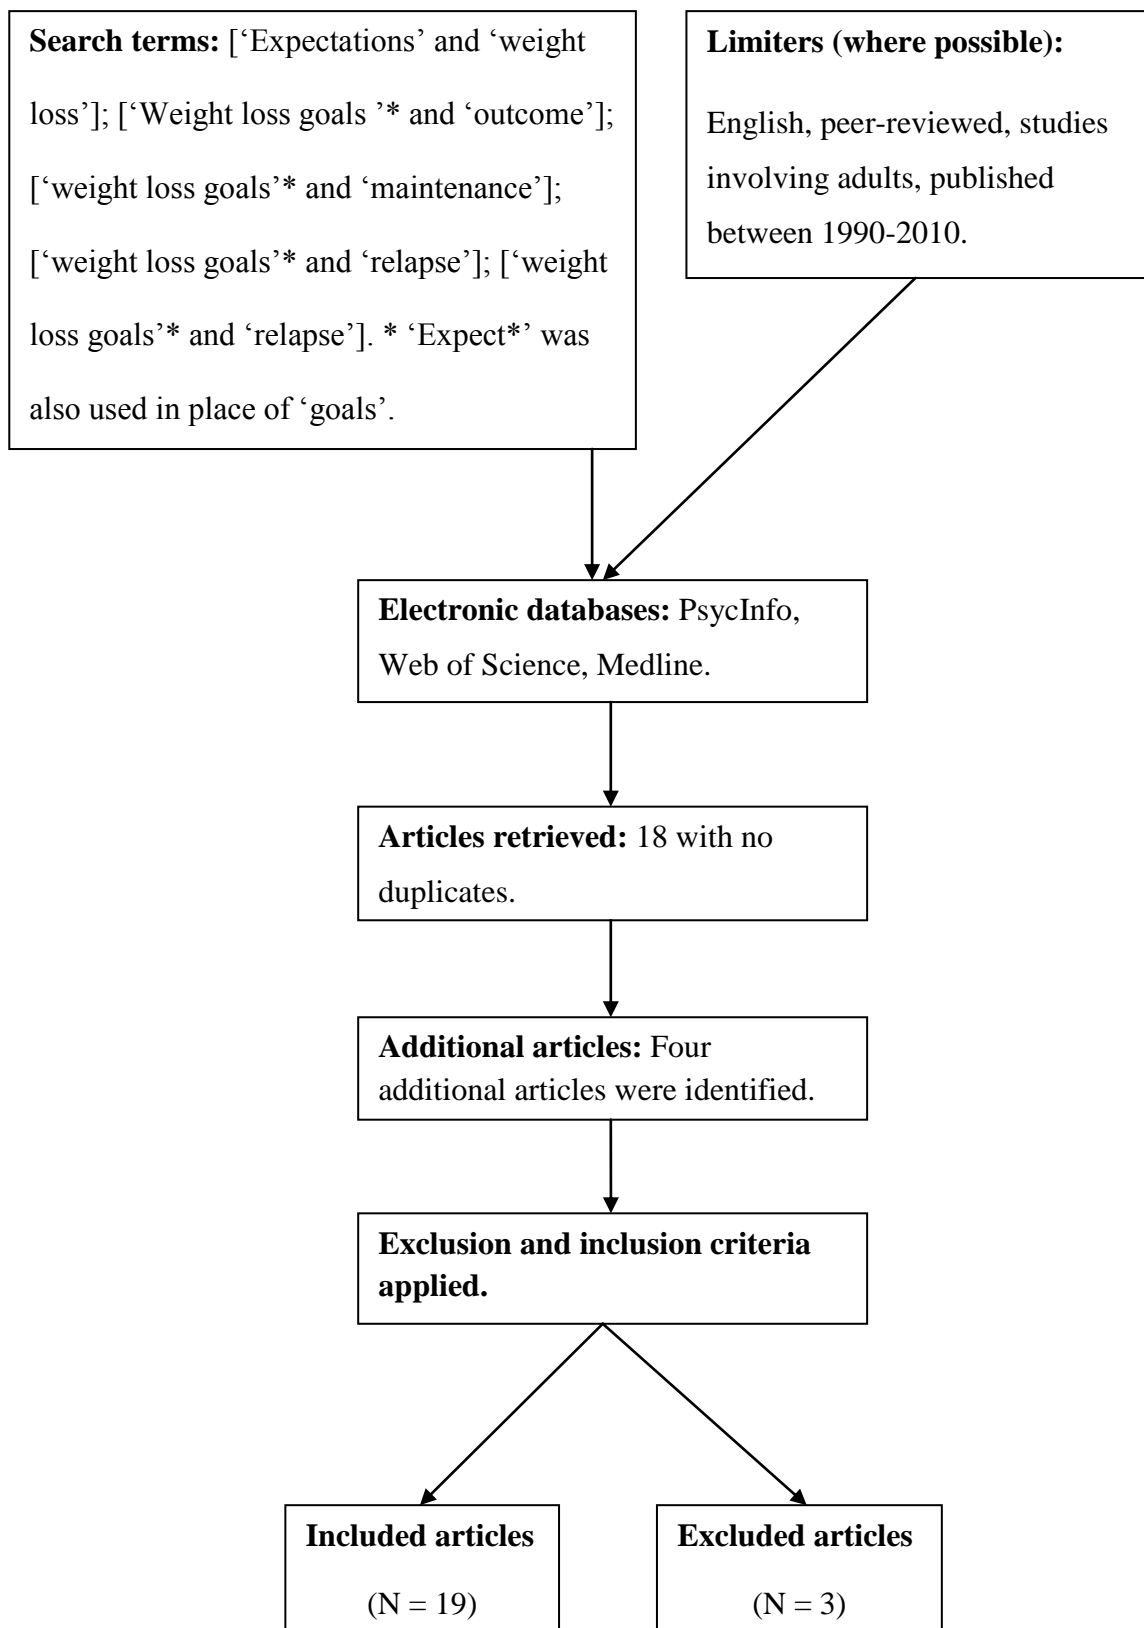 Search terms: [‘Expectations’ and ‘weight
loss’]; [‘Weight loss goals ’* and ‘outcome’];
[‘weight loss goals’* and ‘maintenance’];
[‘weight loss goals’* and ‘relapse’]; [‘weight
loss goals’* and ‘relapse’]. * ‘Expect*’ was
also used in place of ‘goals’.
Limiters (where possible):
English, peer-reviewed, studies
involving adults, published
between 1990-2010.
Electronic databases: PsycInfo,
Web of Science, Medline.
Articles retrieved: 18 with no
duplicates.
Additional articles: Four
additional articles were identified.
Exclusion and inclusion criteria
applied.
Included articles
(N = 19)
Excluded articles
(N = 3)